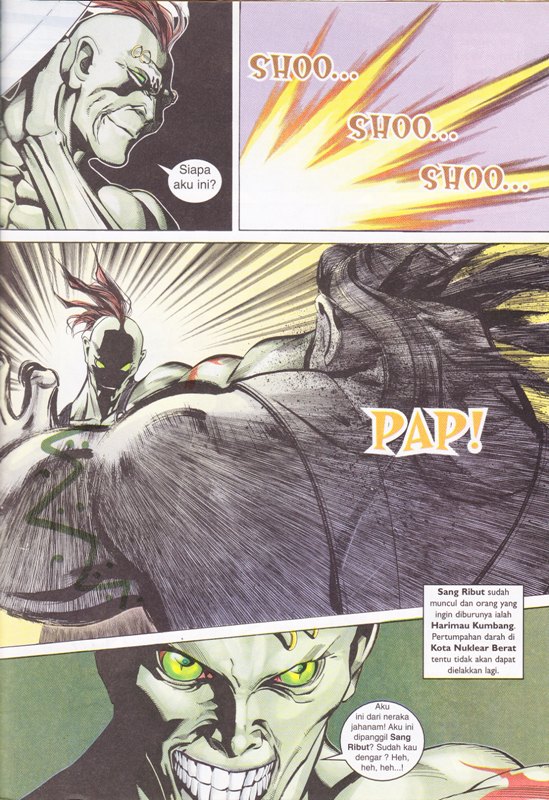 Siapa
aku ini?
SHOO...
SHOO...
SHOO...
PAP!
Sang Ribut sudah
muncul dan orang yang
ingin diburunya ialah
Harimau Kumbang.
Pertumpahan darah di
Kota Nuklear Berat
tentu tidak akan dapat
dielakkan lagi.
Aku
ini dari neraka
jahanam! Aku ini
dipanggil Sang
Ribut? Sudah kau
dengar ? Heh,
heh, heh...!